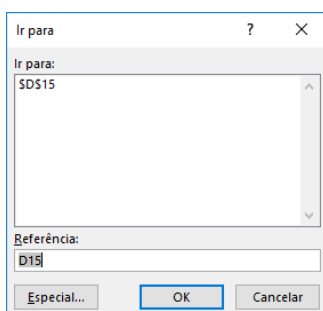 Ir para ? ×
Ir para:
$D$15
Referência:
D15
Especial... OK Cancelar